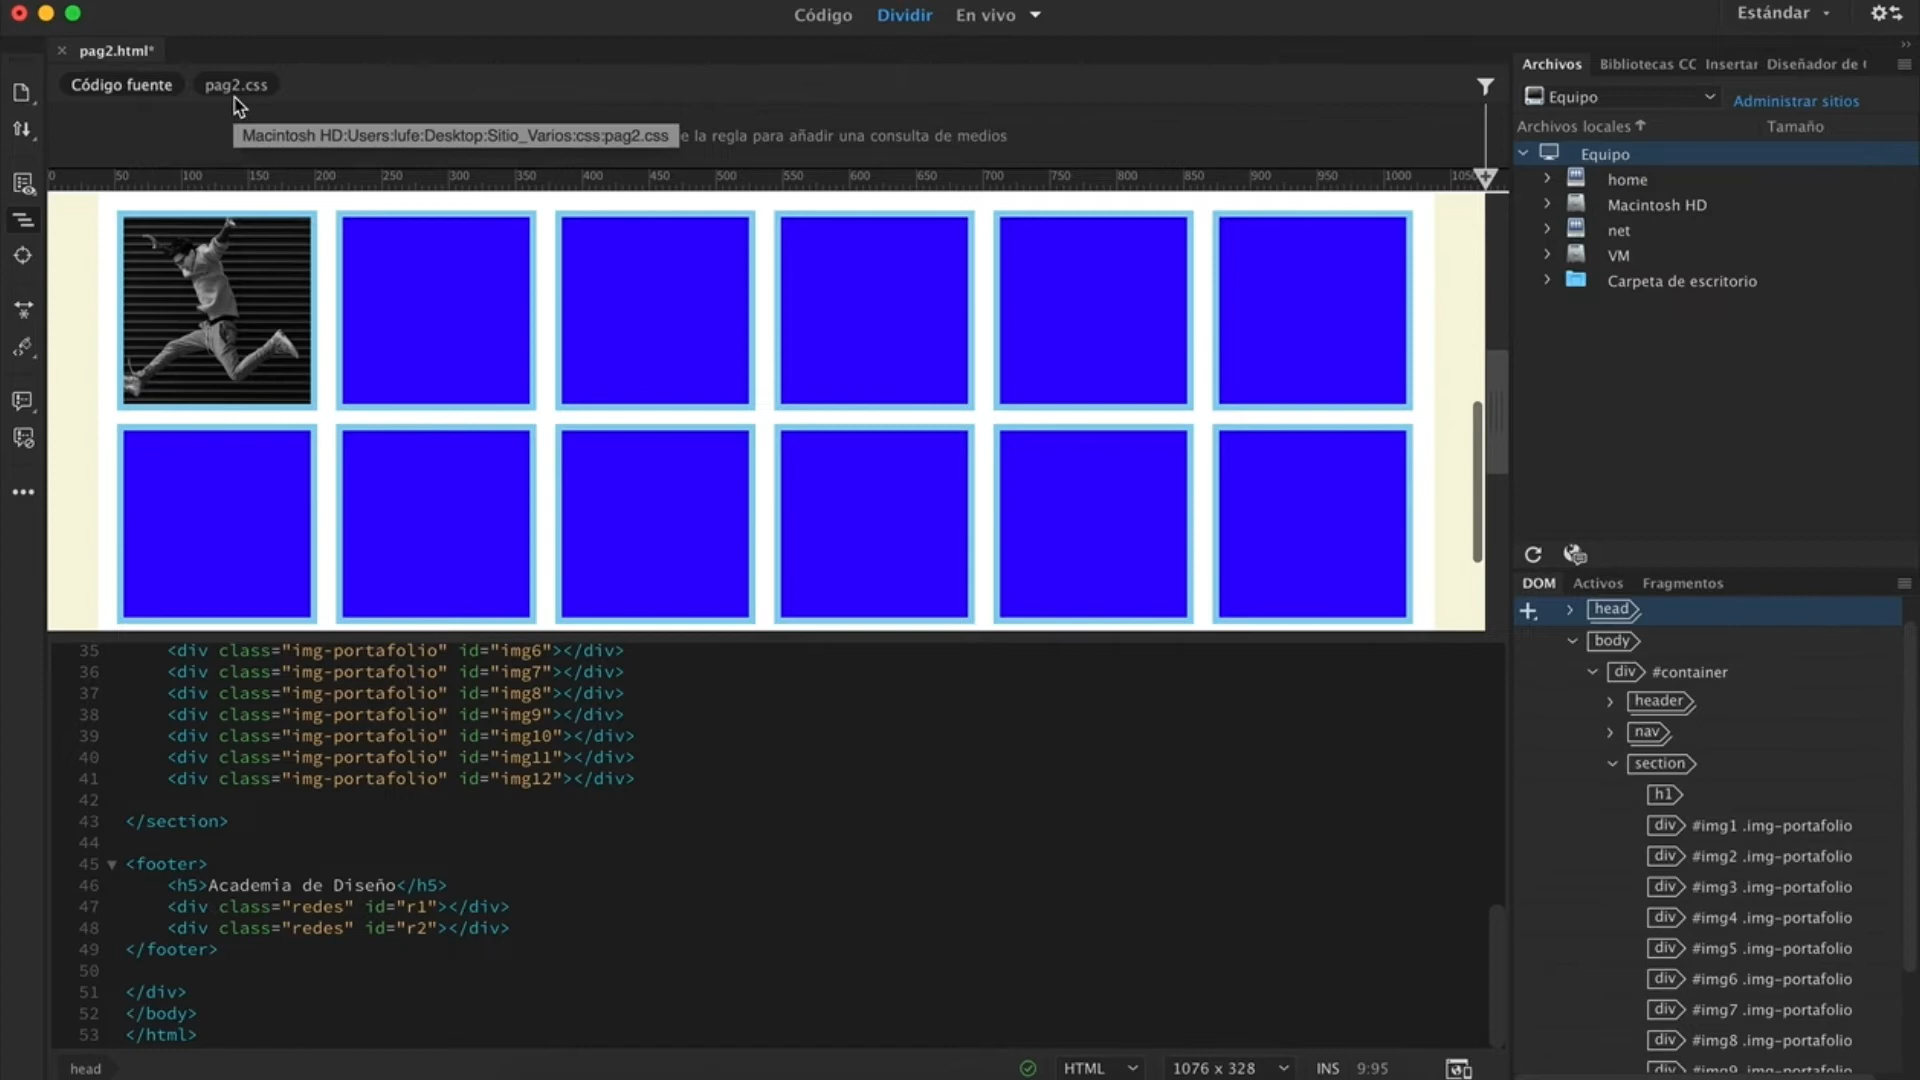 Código Dividir En vivo Estándar
pag2.html*
Código fuente pag2.css
Macintosh HD:Users:lufe:Desktop:Sitio_Varios:css:pag2.css e la regla para añadir una consulta de medios
0 50 100 150 200 250 300 350 400 450 500 550 600 650 700 750 800 850 900 950 1000 1050
35 <div class="img-portafolio" id="img6"></div>
36 <div class="img-portafolio" id="img7"></div>
37 <div class="img-portafolio" id="img8"></div>
38 <div class="img-portafolio" id="img9"></div>
39 <div class="img-portafolio" id="img10"></div>
40 <div class="img-portafolio" id="img11"></div>
41 <div class="img-portafolio" id="img12"></div>
42
43 </section>
44
45 <footer>
46 <h5>Academia de Diseño</h5>
47 <div class="redes" id="r1"></div>
48 <div class="redes" id="r2"></div>
49 </footer>
50
51 </div>
52 </body>
53 </html>
head HTML 1076 x 328 INS 9:95
Archivos Bibliotecas CC Insertar Diseñador de
Equipo Administrar sitios
Archivos locales Tamaño
Equipo
home
Macintosh HD
net
VM
Carpeta de escritorio
DOM Activos Fragmentos
head
body
div #container
header
nav
section
h1
div #img1 .img-portafolio
div #img2 .img-portafolio
div #img3 .img-portafolio
div #img4 .img-portafolio
div #img5 .img-portafolio
div #img6 .img-portafolio
div #img7 .img-portafolio
div #img8 .img-portafolio
div #img9 .img-portafolio